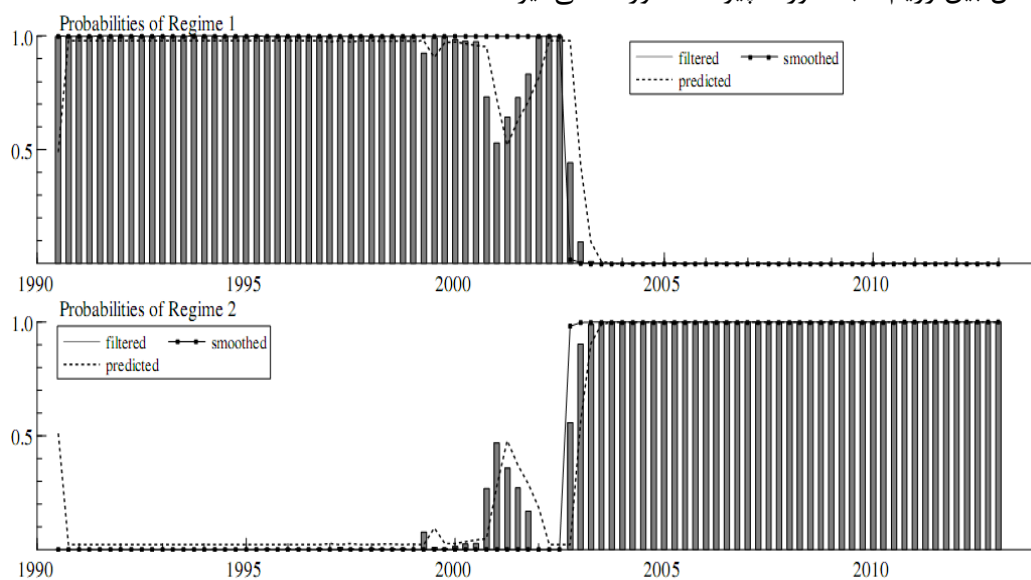 Probabilities of Regime 1
1.0
0.5
filtered
smoothed
predicted
1990 1995 2000 2005 2010
Probabilities of Regime 2
1.0
0.5
filtered
smoothed
predicted
1990 1995 2000 2005 2010